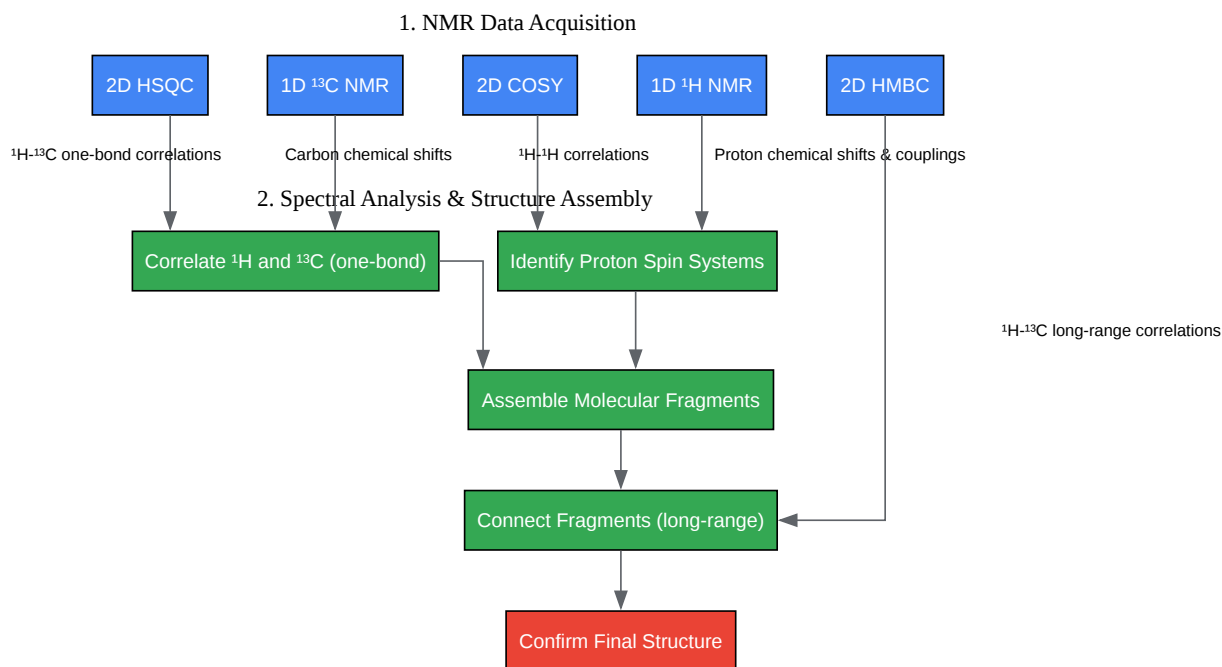 1. NMR Data Acquisition
2D HSQC
1D ¹³C NMR
2D COSY
1D ¹H NMR
2D HMBC
¹H-¹³C one-bond correlations
Carbon chemical shifts
¹H-¹H correlations
Proton chemical shifts & couplings
2. Spectral Analysis & Structure Assembly
Correlate ¹H and ¹³C (one-bond)
Identify Proton Spin Systems
¹H-¹³C long-range correlations
Assemble Molecular Fragments
Connect Fragments (long-range)
Confirm Final Structure